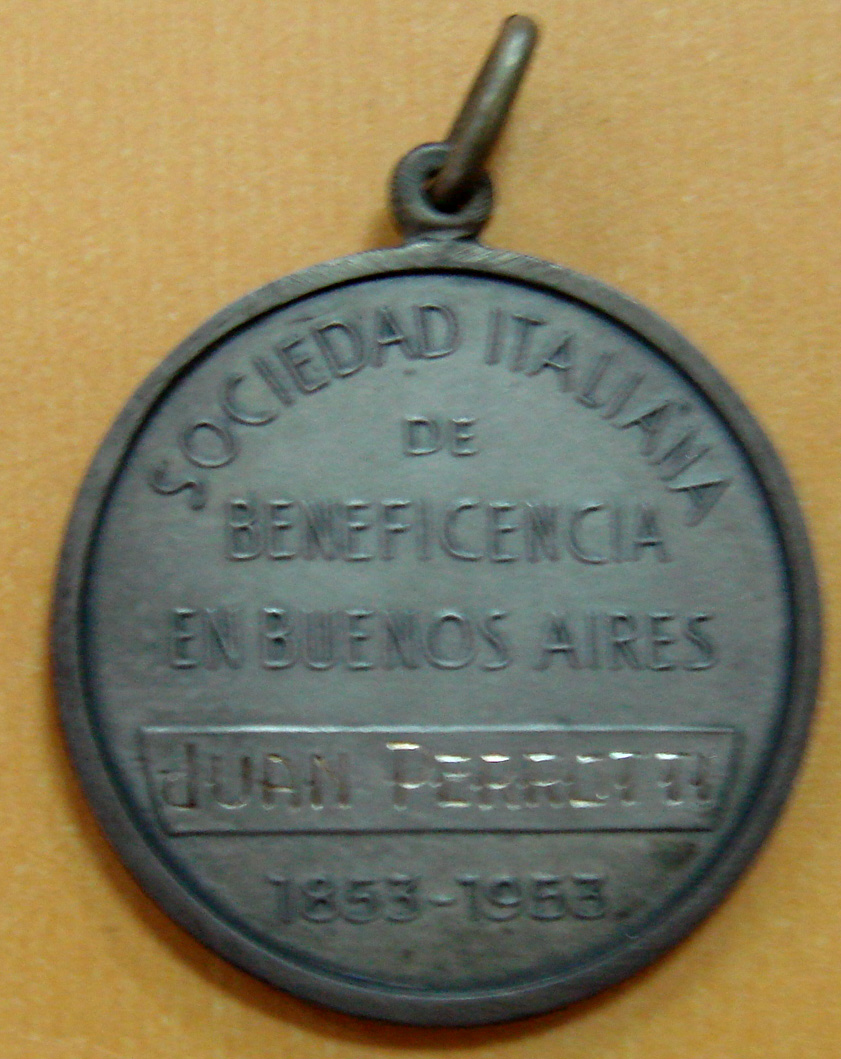 SOCIEDAD ITALIANA
DE
BENEFICENCIA
EN BUENOS AIRES
JUAN PERROTTI
1853-1953